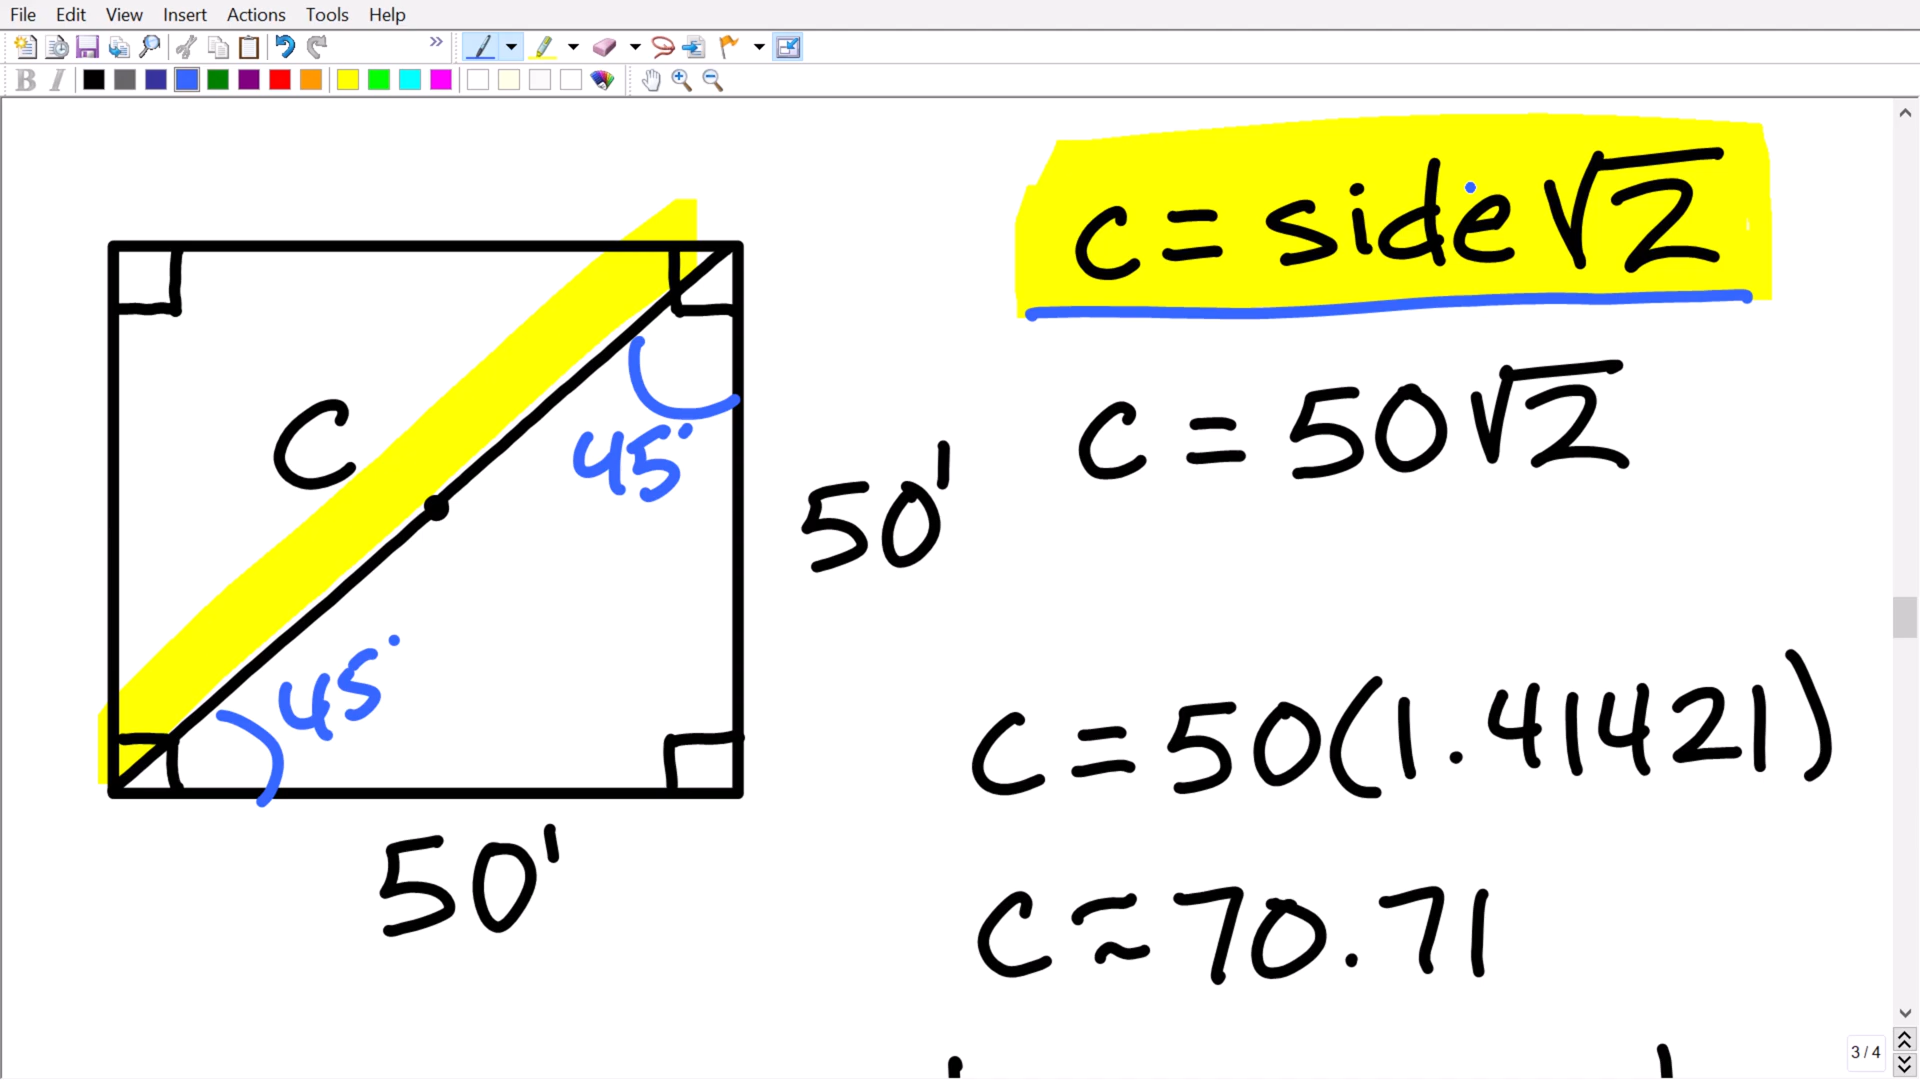 File Edit View Insert Actions Tools Help
B I
c = side√2
C
45°
c = 50√2
50'
45°
c = 50(1.41421)
50'
c ≈ 70.71
3 / 4